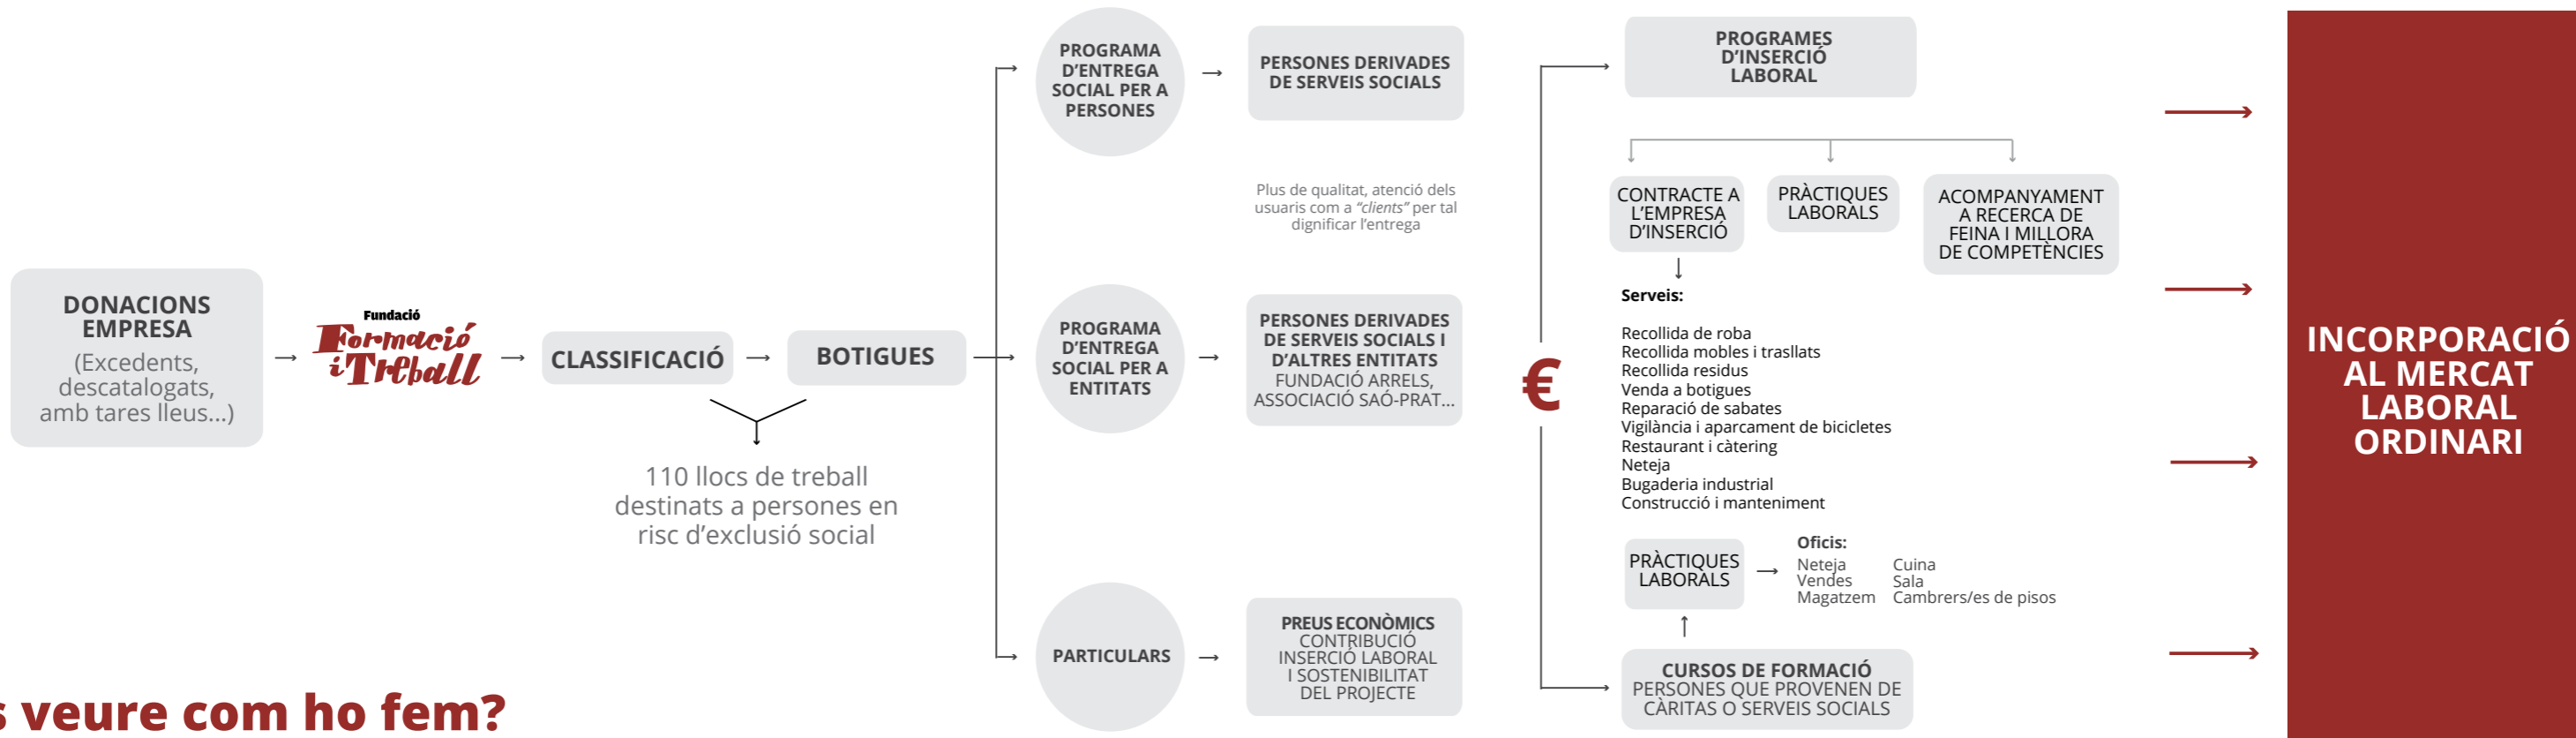 DONACIONS
EMPRESA
(Excedents,
descatalogats,
amb tares lleus...)
Fundació
Formació
i Treball
CLASSIFICACIÓ
BOTIGUES
110 llocs de treball
destinats a persones en
risc d'exclusió social
PROGRAMA
D'ENTREGA
SOCIAL PER A
PERSONES
PERSONES DERIVADES
DE SERVEIS SOCIALS
Plus de qualitat, atenció dels
usuaris com a “clients” per tal
dignificar l'entrega
PROGRAMA
D'ENTREGA
SOCIAL PER A
ENTITATS
PERSONES DERIVADES
DE SERVEIS SOCIALS I
D'ALTRES ENTITATS
FUNDACIÓ ARRELS,
ASSOCIACIÓ SAÓ-PRAT...
PARTICULARS
PREUS ECONÒMICS
CONTRIBUCIÓ
INSERCIÓ LABORAL
I SOSTENIBILITAT
DEL PROJECTE
€
PROGRAMES
D'INSERCIÓ
LABORAL
CONTRACTE A
L'EMPRESA
D'INSERCIÓ
PRÀCTIQUES
LABORALS
ACOMPANYAMENT
A RECERCA DE
FEINA I MILLORA
DE COMPETÈNCIES
Serveis:
Recollida de roba
Recollida mobles i trasllats
Recollida residus
Venda a botigues
Reparació de sabates
Vigilància i aparcament de bicicletes
Restaurant i càtering
Neteja
Bugaderia industrial
Construcció i manteniment
PRÀCTIQUES
LABORALS
Oficis:
Neteja
Vendes
Magatzem
Cuina
Sala
Cambrers/es de pisos
CURSOS DE FORMACIÓ
PERSONES QUE PROVENEN DE
CÀRITAS O SERVEIS SOCIALS
INCORPORACIÓ
AL MERCAT
LABORAL
ORDINARI
s veure com ho fem?